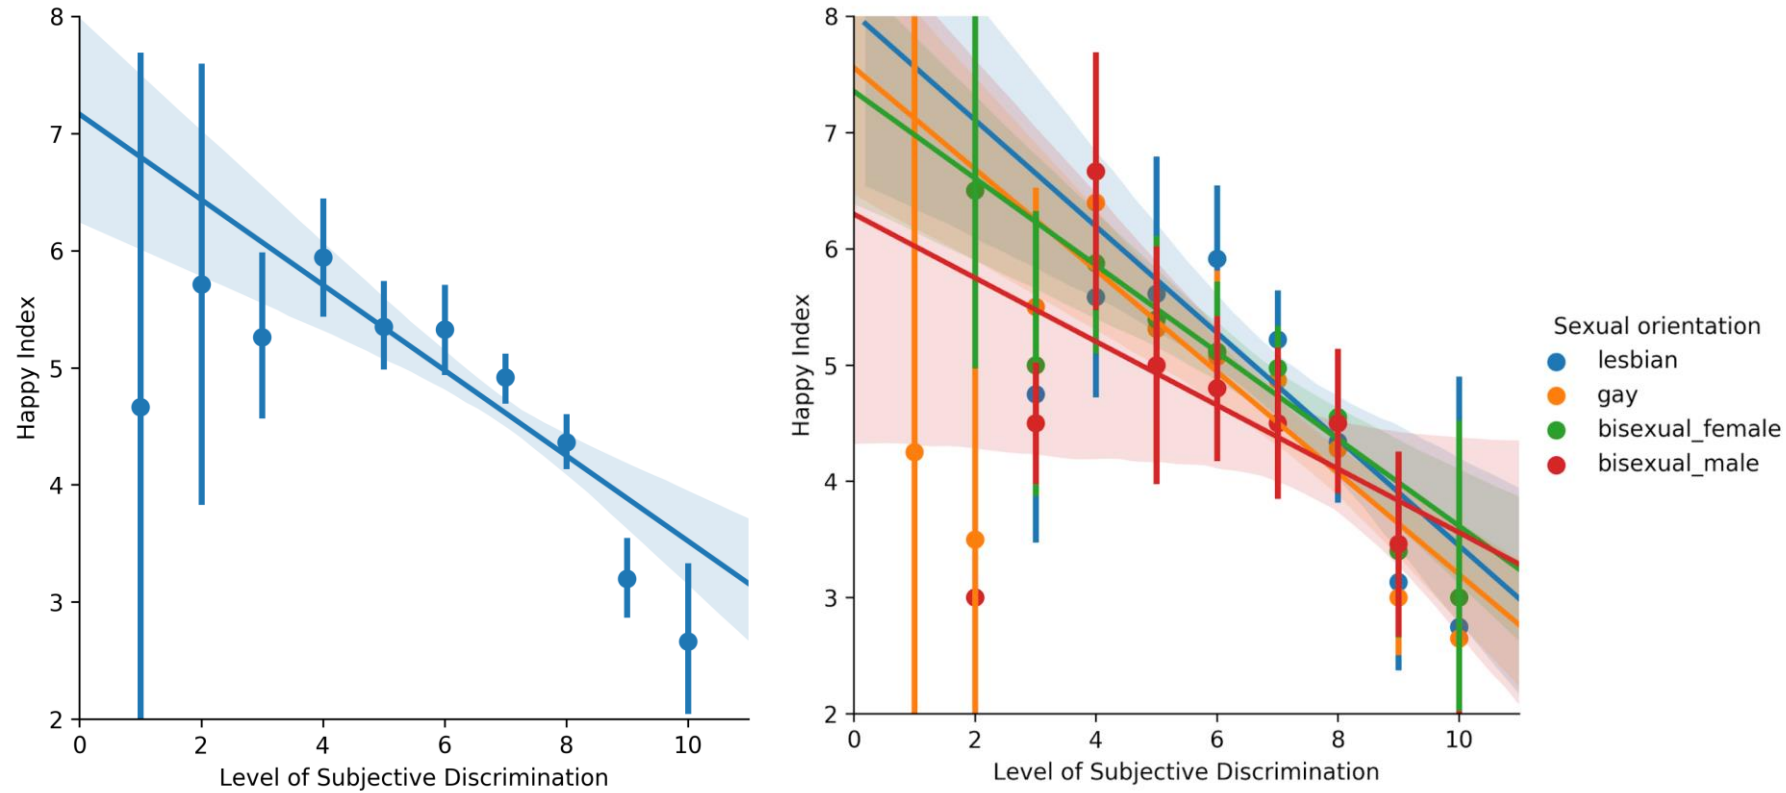 8
7
6
5
4
3
2
0
2
4
6
8
10
Happy Index
Level of Subjective Discrimination
8
7
6
5
4
3
2
0
2
4
6
8
10
Happy Index
Level of Subjective Discrimination
Sexual orientation
lesbian
gay
bisexual_female
bisexual_male